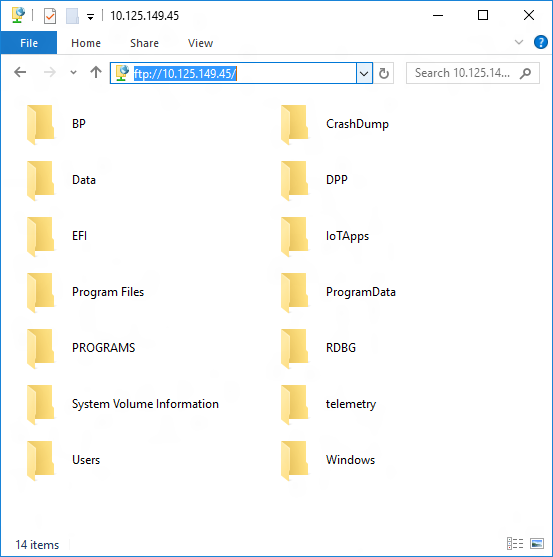 10.125.149.45
File Home Share View
ftp://10.125.149.45/ Search 10.125.14...
BP CrashDump
Data DPP
EFI IoTApps
Program Files ProgramData
PROGRAMS RDBG
System Volume Information telemetry
Users Windows
14 items